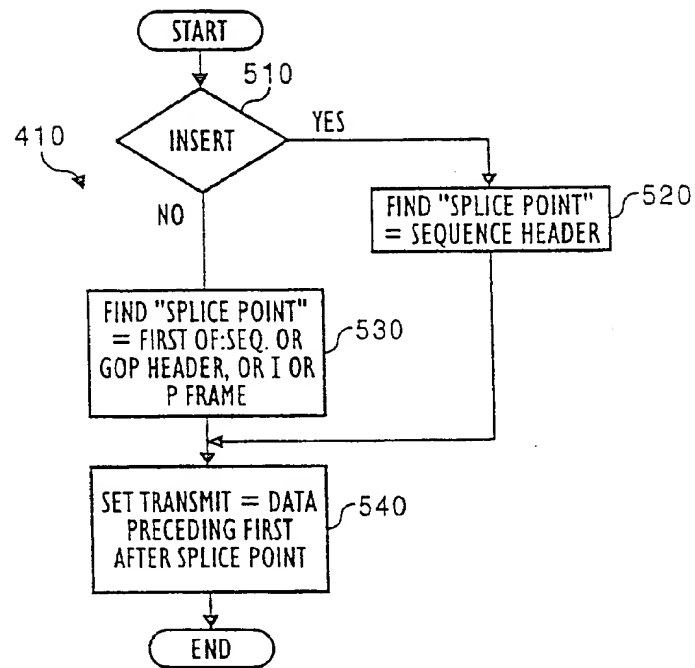 START
510
410
INSERT
YES
NO
FIND "SPLICE POINT"
= SEQUENCE HEADER
520
FIND "SPLICE POINT"
= FIRST OF:SEQ. OR
GOP HEADER, OR I OR
P FRAME
530
SET TRANSMIT = DATA
PRECEDING FIRST
AFTER SPLICE POINT
540
END